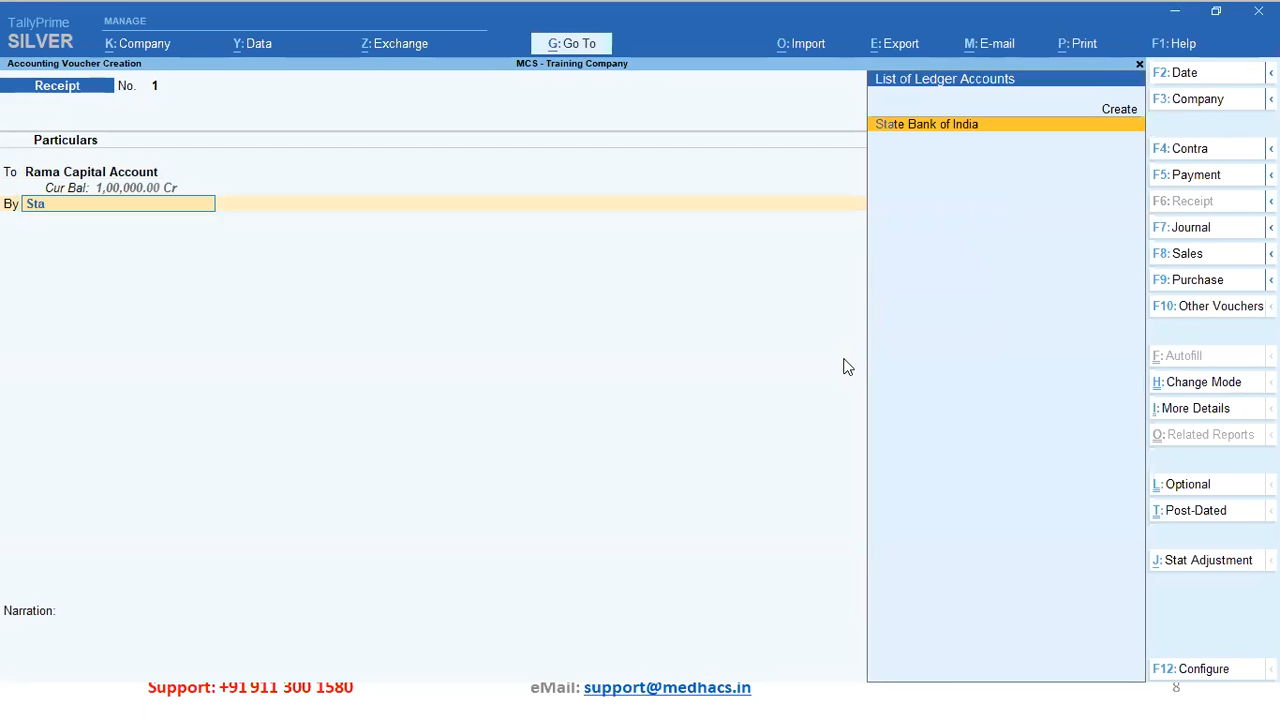 TallyPrime
SILVER
MANAGE
K: Company
Y: Data
Z: Exchange
G: Go To
O: Import
E: Export
M: E-mail
P: Print
F1: Help
Accounting Voucher Creation
MCS - Training Company
Receipt No. 1
Particulars
To Rama Capital Account
Cur Bal: 1,00,000.00 Cr
By Sta
Narration:
List of Ledger Accounts
Create
State Bank of India
F2: Date
F3: Company
F4: Contra
F5: Payment
F6: Receipt
F7: Journal
F8: Sales
F9: Purchase
F10: Other Vouchers
F: Autofill
H: Change Mode
I: More Details
O: Related Reports
L: Optional
T: Post-Dated
J: Stat Adjustment
F12: Configure
Support: +91 911 300 1580
eMail: support@medhacs.in
8